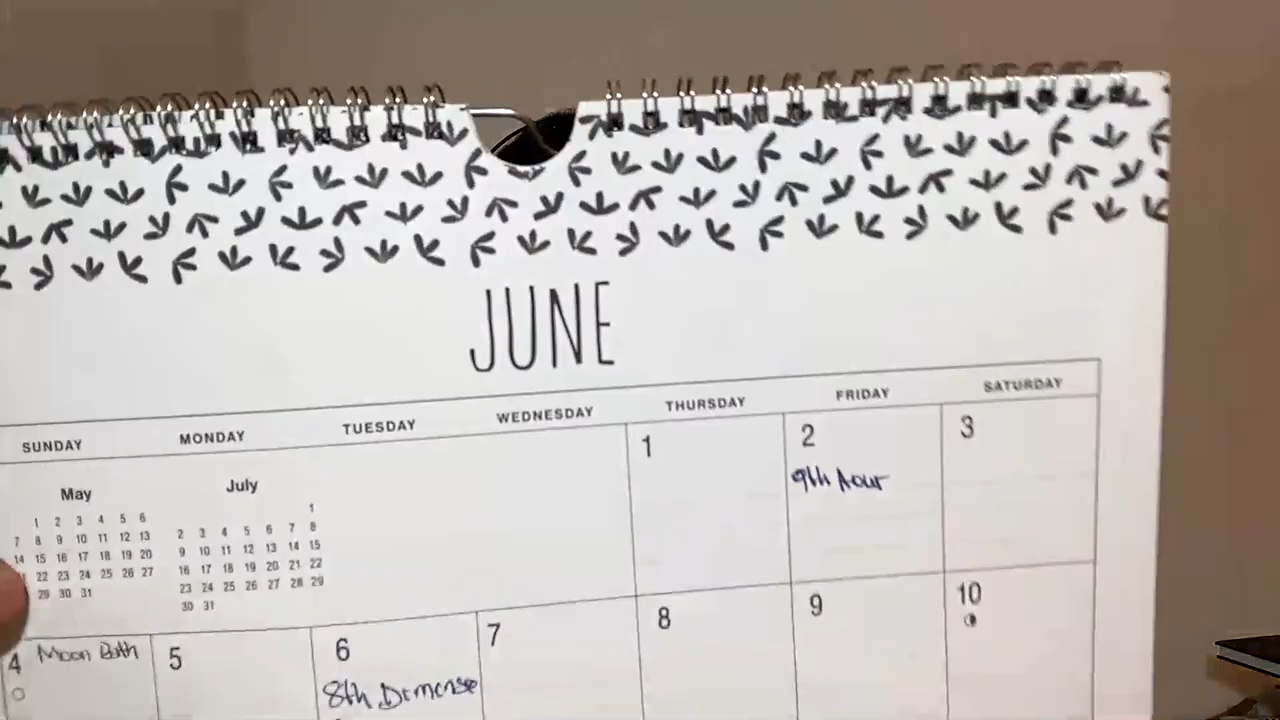 JUNE
SUNDAY MONDAY TUESDAY WEDNESDAY THURSDAY FRIDAY SATURDAY
May
1 2 3 4 5 6
7 8 9 10 11 12 13
14 15 16 17 18 19 20
22 23 24 25 26 27
29 30 31
July
1
2 3 4 5 6 7 8
9 10 11 12 13 14 15
16 17 18 19 20 21 22
23 24 25 26 27 28 29
30 31
1
2
9th hour
3
4 Moon Bath
5
6
8th Dimense
7
8
9
10